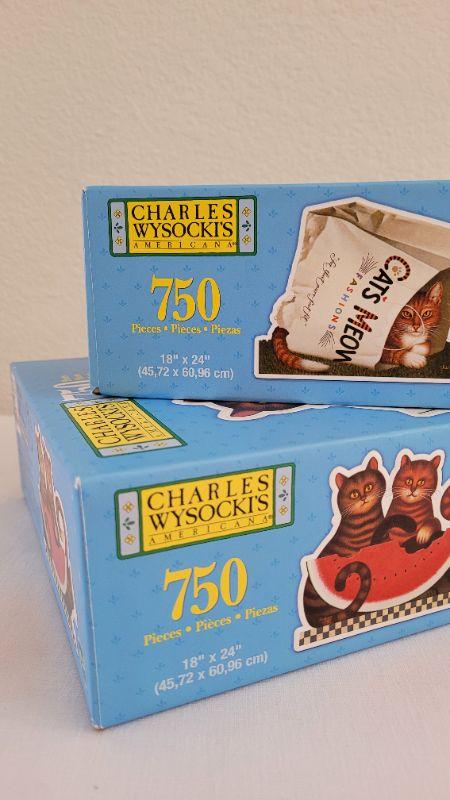 CHARLES
WYSOCKI'S
AMERICANA
750
Pieces • Pièces • Piezas
18" x 24"
(45,72 x 60,96 cm)
CATS MEOW
FASHIONS
CHARLES
WYSOCKI'S
AMERICANA
CHARLES
WYSOCKI'S
AMERICANA
750
Pieces • Pièces • Piezas
18" x 24"
(45,72 x 60,96 cm)